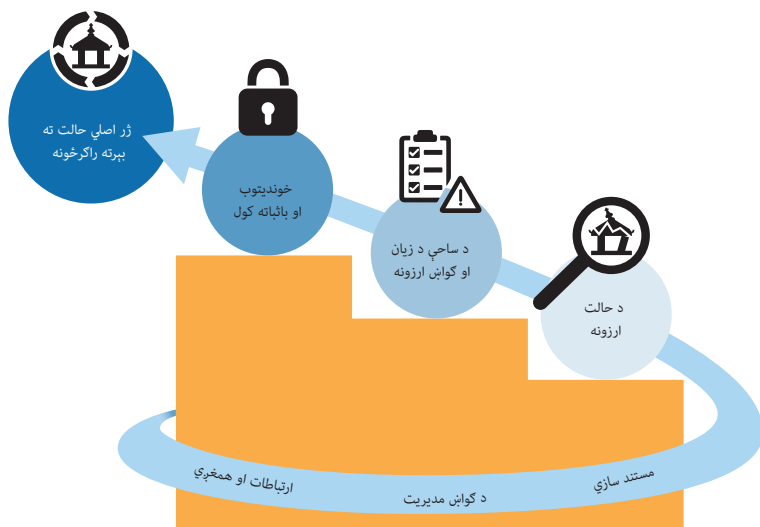 ژر اصلي حالت ته
بېرته راګرځونه
خونديتوب
او باثباته کول
د ساحې د زيان
او ګواښ ارزونه
د حالت
ارزونه
مستند سازي
د ګواښ مديريت
ارتباطات او همغږي